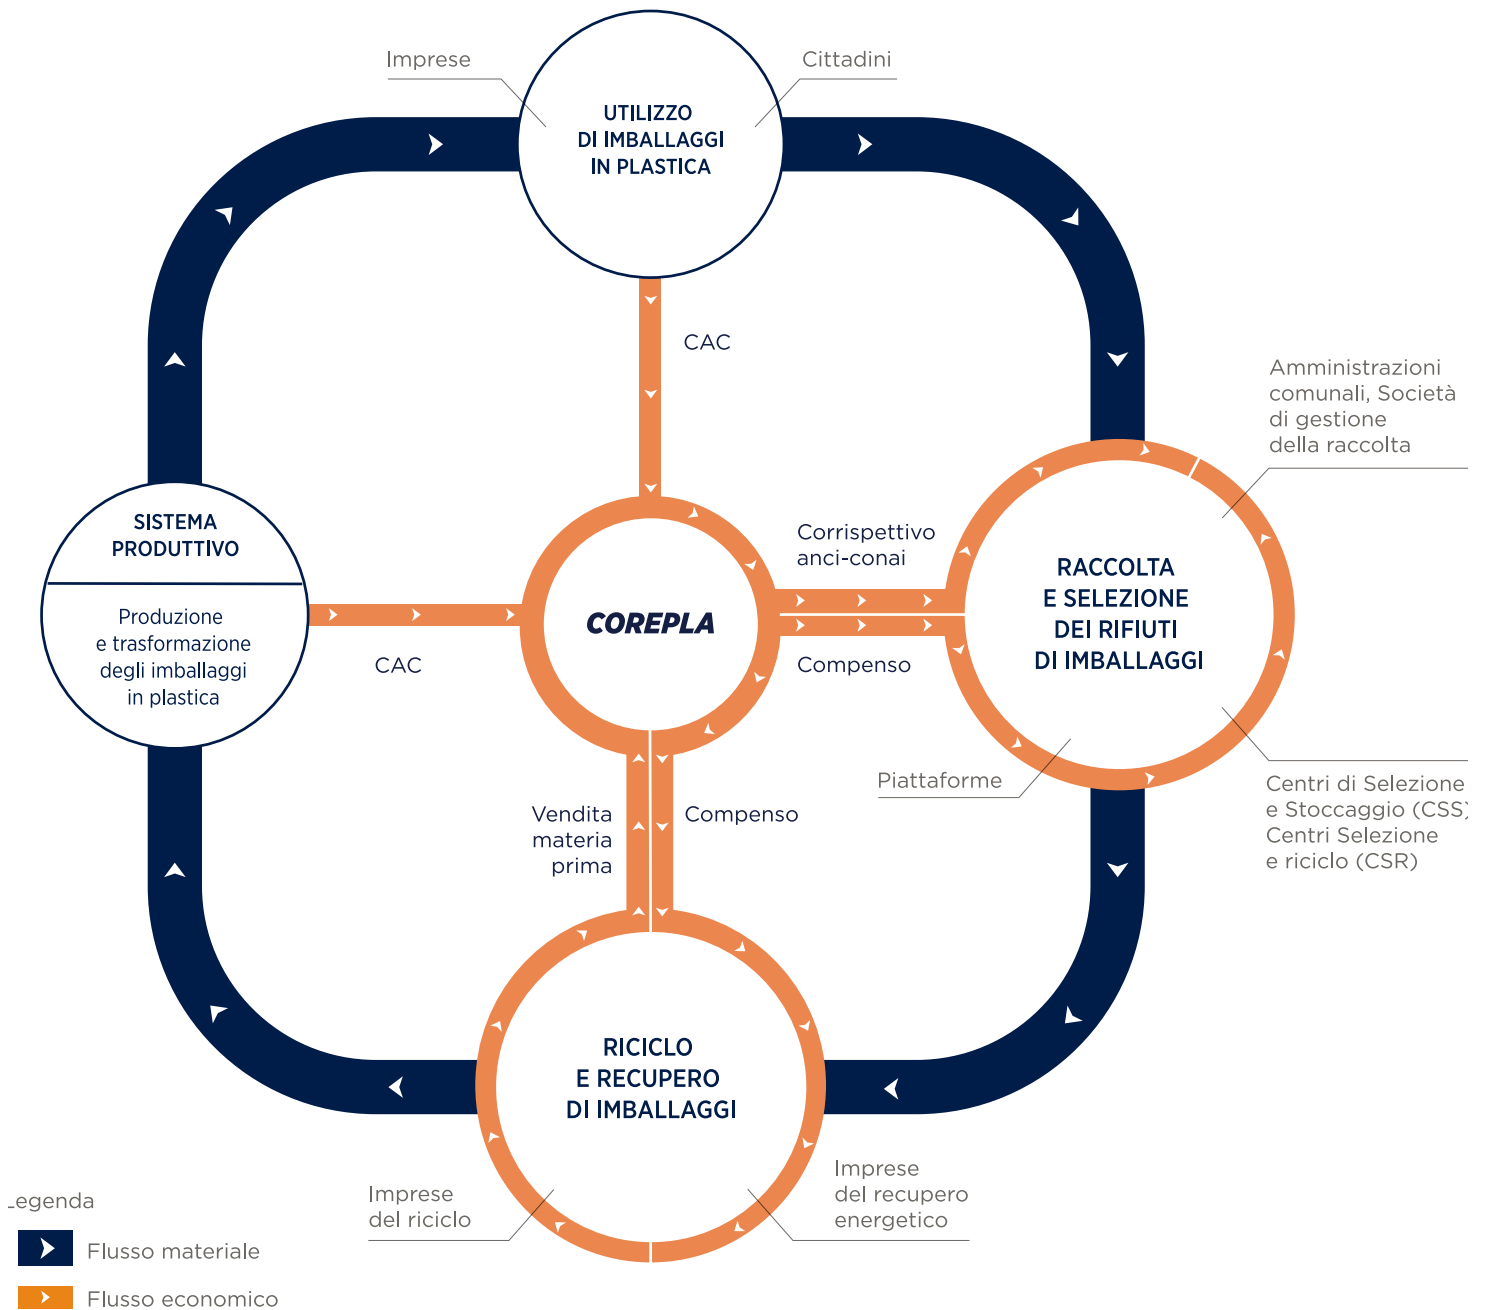 Imprese
Cittadini
UTILIZZO
DI IMBALLAGGI
IN PLASTICA
CAC
Amministrazioni
comunali, Società
di gestione
della raccolta
SISTEMA
PRODUTTIVO
Produzione
e trasformazione
degli imballaggi
in plastica
CAC
COREPLA
Corrispettivo
anci-conai
Compenso
RACCOLTA
E SELEZIONE
DEI RIFIUTI
DI IMBALLAGGI
Piattaforme
Centri di Selezione
e Stoccaggio (CSS)
Centri Selezione
e riciclo (CSR)
Vendita
materia
prima
Compenso
RICICLO
E RECUPERO
DI IMBALLAGGI
Imprese
del riciclo
Imprese
del recupero
energetico
Legenda
Flusso materiale
Flusso economico